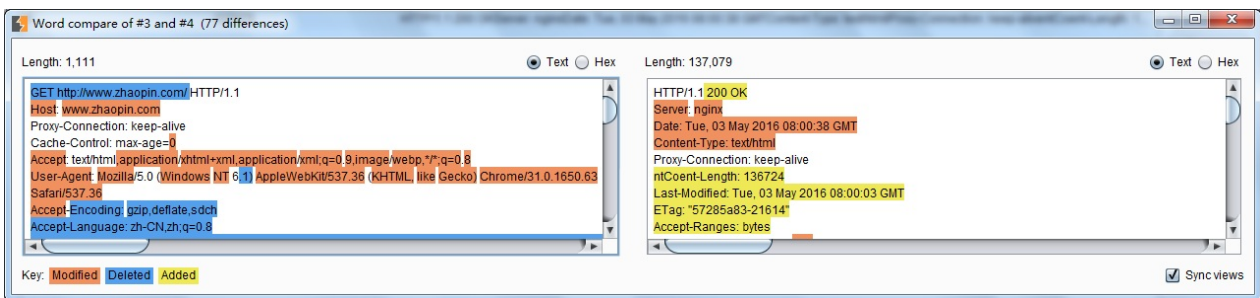 Word compare of #3 and #4 (77 differences)
Length: 1,111
Text
Hex
GET http://www.zhaopin.com/ HTTP/1.1
Host: www.zhaopin.com
Proxy-Connection: keep-alive
Cache-Control: max-age=0
Accept: text/html,application/xhtml+xml,application/xml;q=0.9,image/webp,*/*;q=0.8
User-Agent: Mozilla/5.0 (Windows NT 6.1) AppleWebKit/537.36 (KHTML, like Gecko) Chrome/31.0.1650.63
Safari/537.36
Accept-Encoding: gzip,deflate,sdch
Accept-Language: zh-CN,zh;q=0.8
Length: 137,079
Text
Hex
HTTP/1.1 200 OK
Server: nginx
Date: Tue, 03 May 2016 08:00:38 GMT
Content-Type: text/html
Proxy-Connection: keep-alive
ntCoent-Length: 136724
Last-Modified: Tue, 03 May 2016 08:00:03 GMT
ETag: "57285a83-21614"
Accept-Ranges: bytes
Key: Modified Deleted Added
Sync views